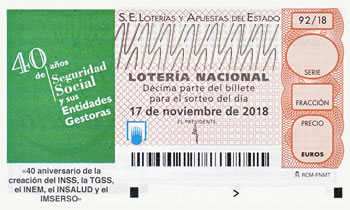 S.E. LOTERÍAS Y APUESTAS DEL ESTADO
92/18
40 de años
Seguridad
Social
y sus
Entidades
Gestoras
LOTERÍA NACIONAL
Décima parte del billete
para el sorteo del día
17 de noviembre de 2018
EL PRESIDENTE,
SERIE
FRACCIÓN
PRECIO
EUROS
RCM-FNMT
«40 aniversario de la
creación del INSS, la TGSS,
el INEM, el INSALUD y el
IMSERSO»